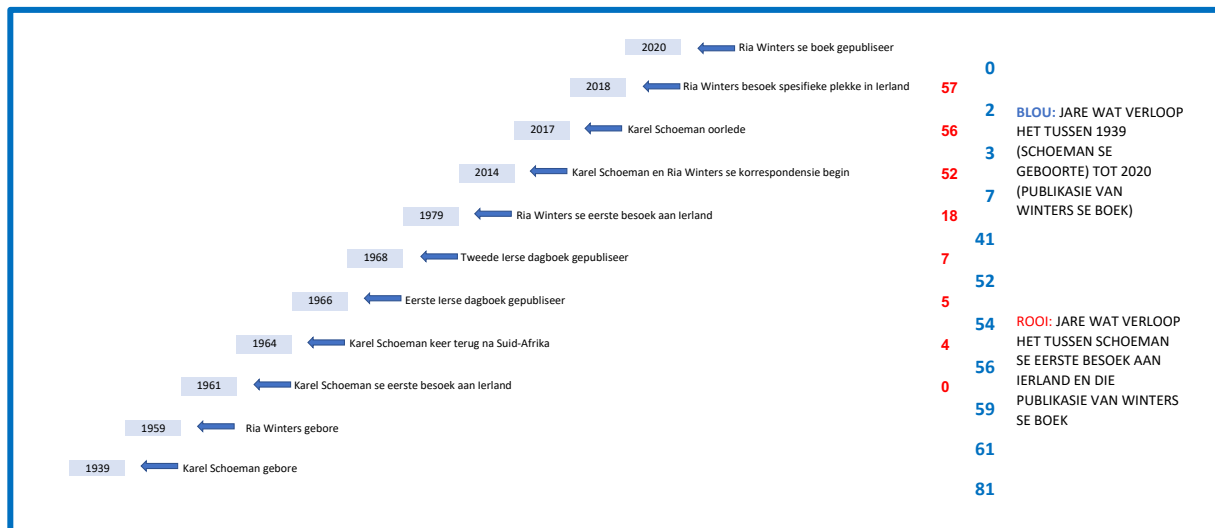 2020 Ria Winters se boek gepubliseer
0
2018 Ria Winters besoek spesifieke plekke in Ierland 57
2
2017 Karel Schoeman oorlede 56
3
2014 Karel Schoeman en Ria Winters se korrespondensie begin 52
7
1979 Ria Winters se eerste besoek aan Ierland 18
41
1968 Tweede Ierse dagboek gepubliseer 7
52
1966 Eerste Ierse dagboek gepubliseer 5
54
1964 Karel Schoeman keer terug na Suid-Afrika 4
56
1961 Karel Schoeman se eerste besoek aan Ierland 0
59
1959 Ria Winters gebore
61
1939 Karel Schoeman gebore
81
BLOU: JARE WAT VERLOOP
HET TUSSEN 1939
(SCHOEMAN SE
GEBOORTE) TOT 2020
(PUBLIKASIE VAN
WINTERS SE BOEK)
ROOI: JARE WAT VERLOOP
HET TUSSEN SCHOEMAN
SE EERSTE BESOEK AAN
IERLAND EN DIE
PUBLIKASIE VAN WINTERS
SE BOEK